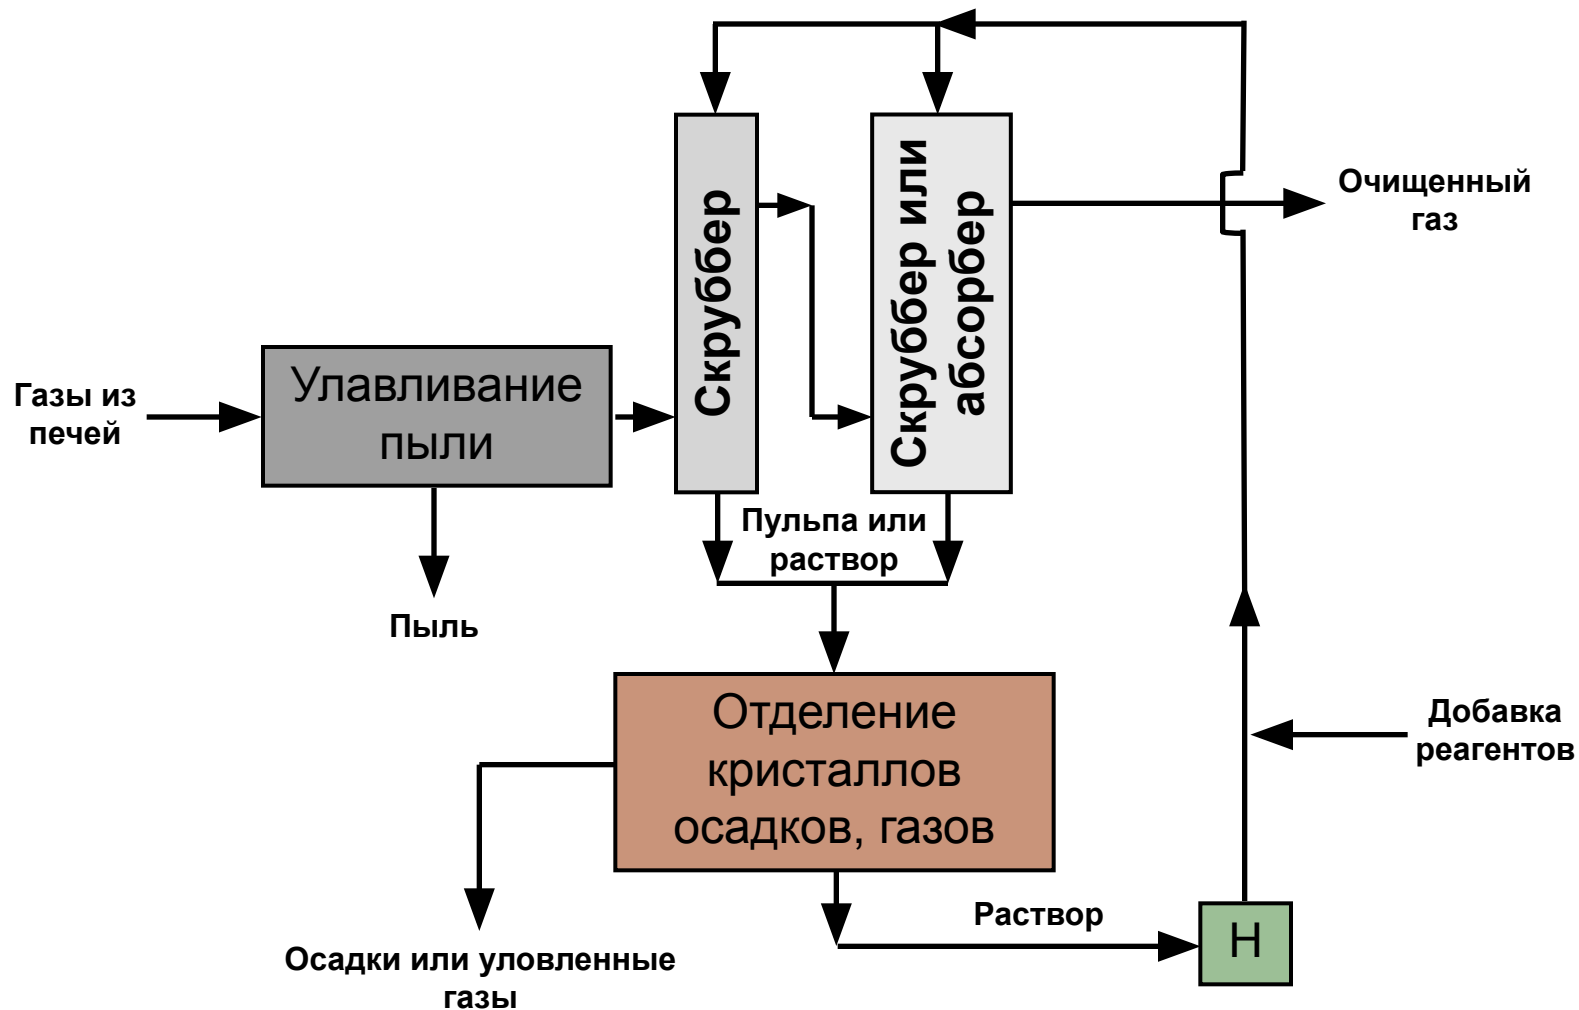 Очищенный
газ
Скруббер
Скруббер или
абсорбер
Газы из
печей
Улавливание
пыли
Пульпа или
раствор
Пыль
Отделение
кристаллов
осадков, газов
Добавка
реагентов
Раствор
Н
Осадки или уловленные
газы